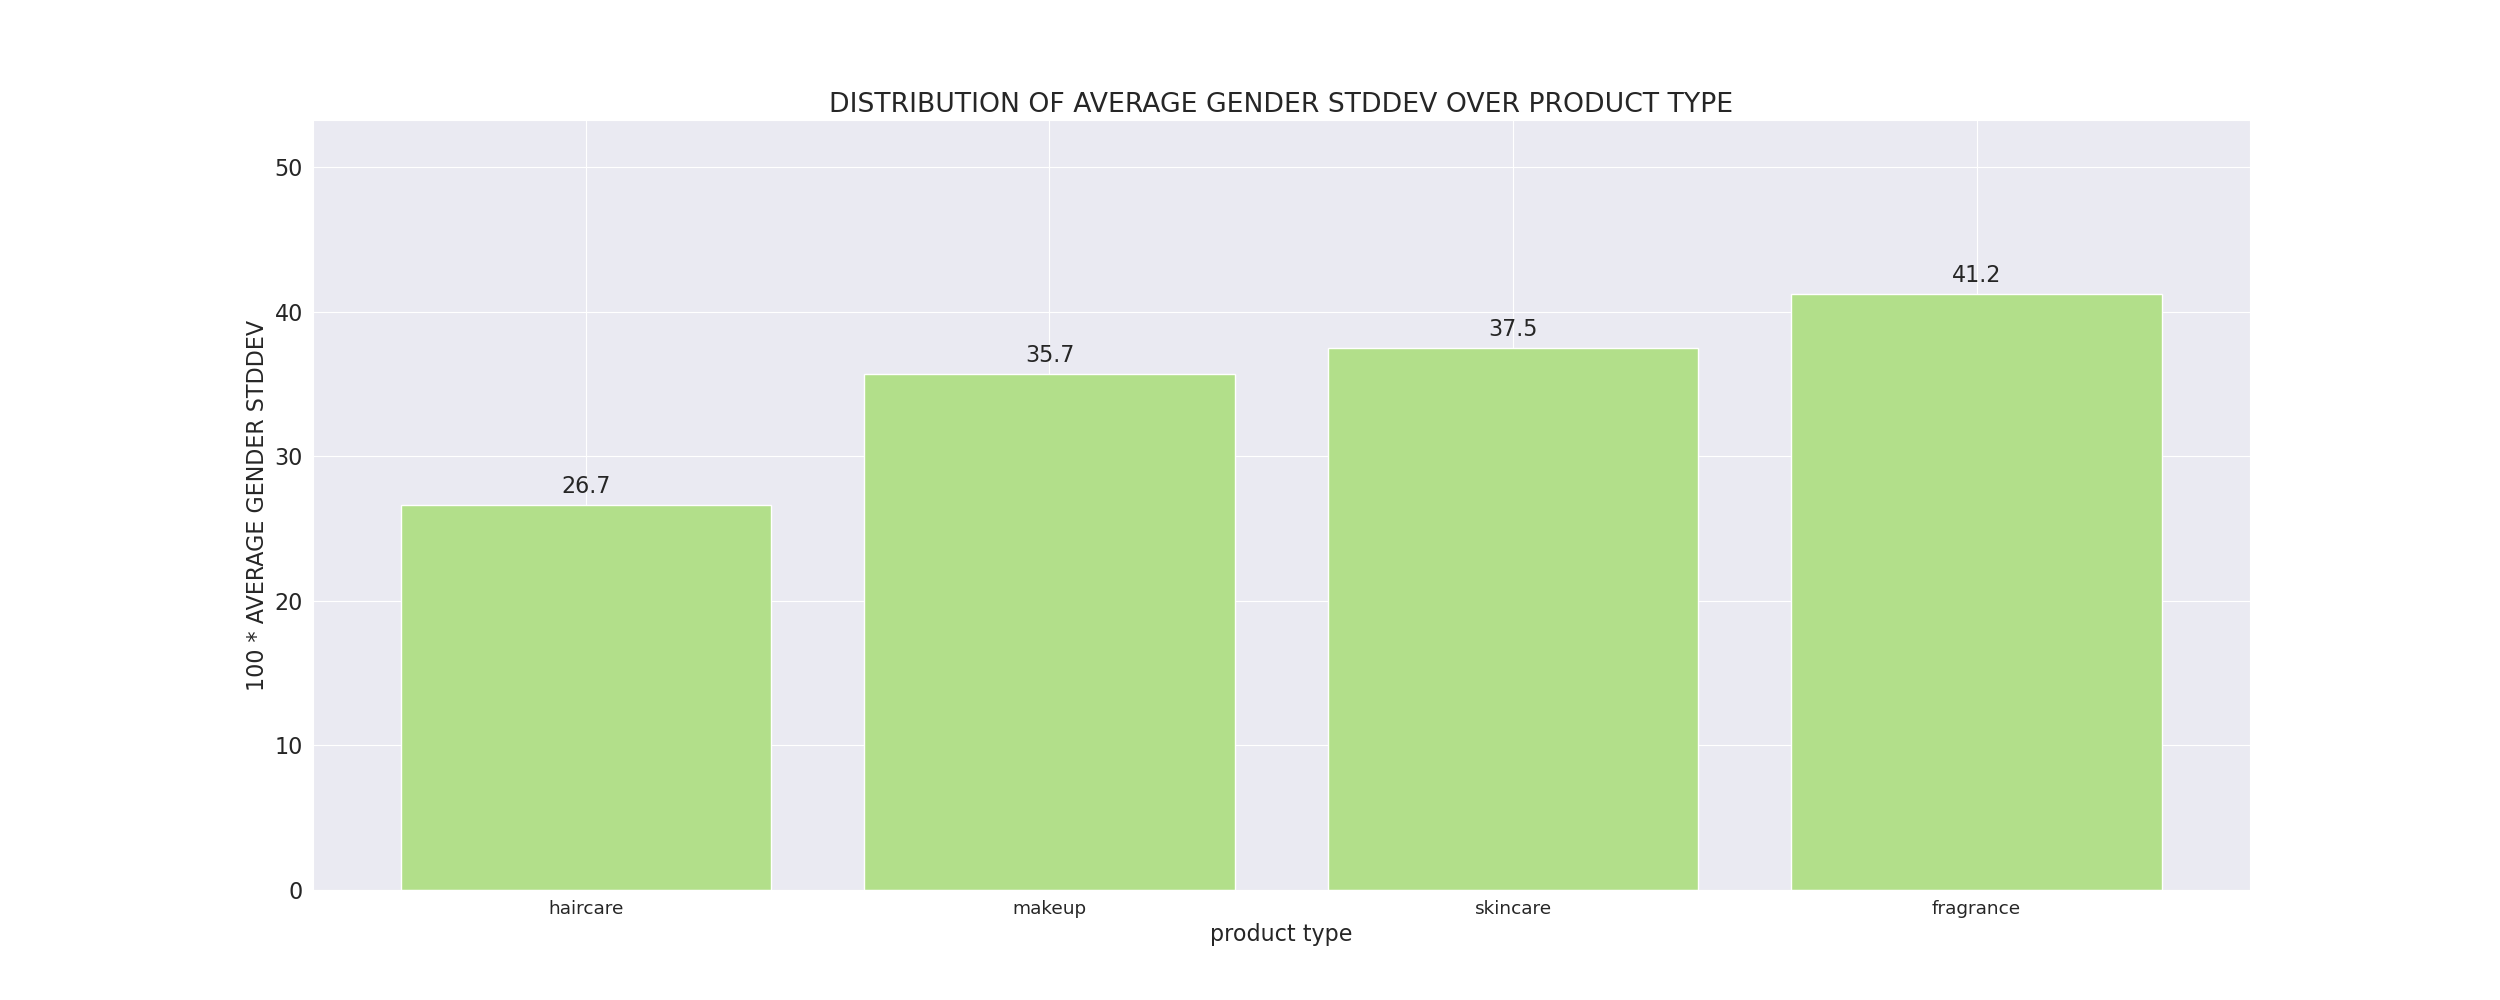 DISTRIBUTION OF AVERAGE GENDER STDDEV OVER PRODUCT TYPE
100 * AVERAGE GENDER STDDEV
50
40
30
20
10
0
26.7
35.7
37.5
41.2
haircare
makeup
skincare
fragrance
product type